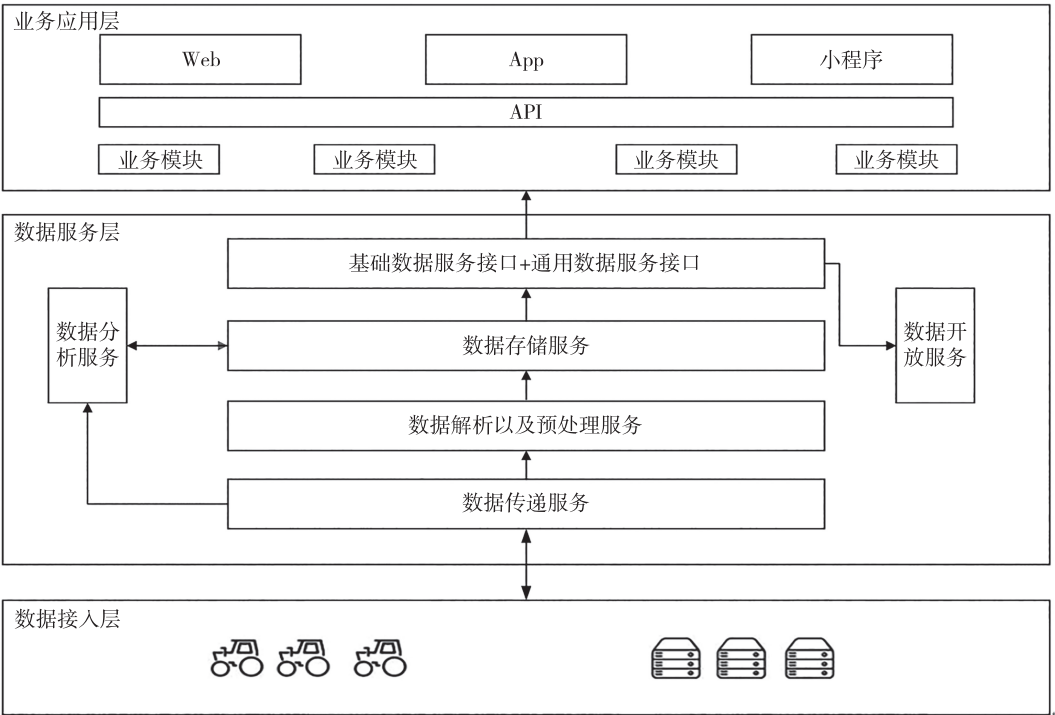 业务应用层
Web
App
小程序
API
业务模块
业务模块
业务模块
业务模块
数据服务层
基础数据服务接口+通用数据服务接口
数据分
析服务
数据存储服务
数据开
放服务
数据解析以及预处理服务
数据传递服务
数据接入层